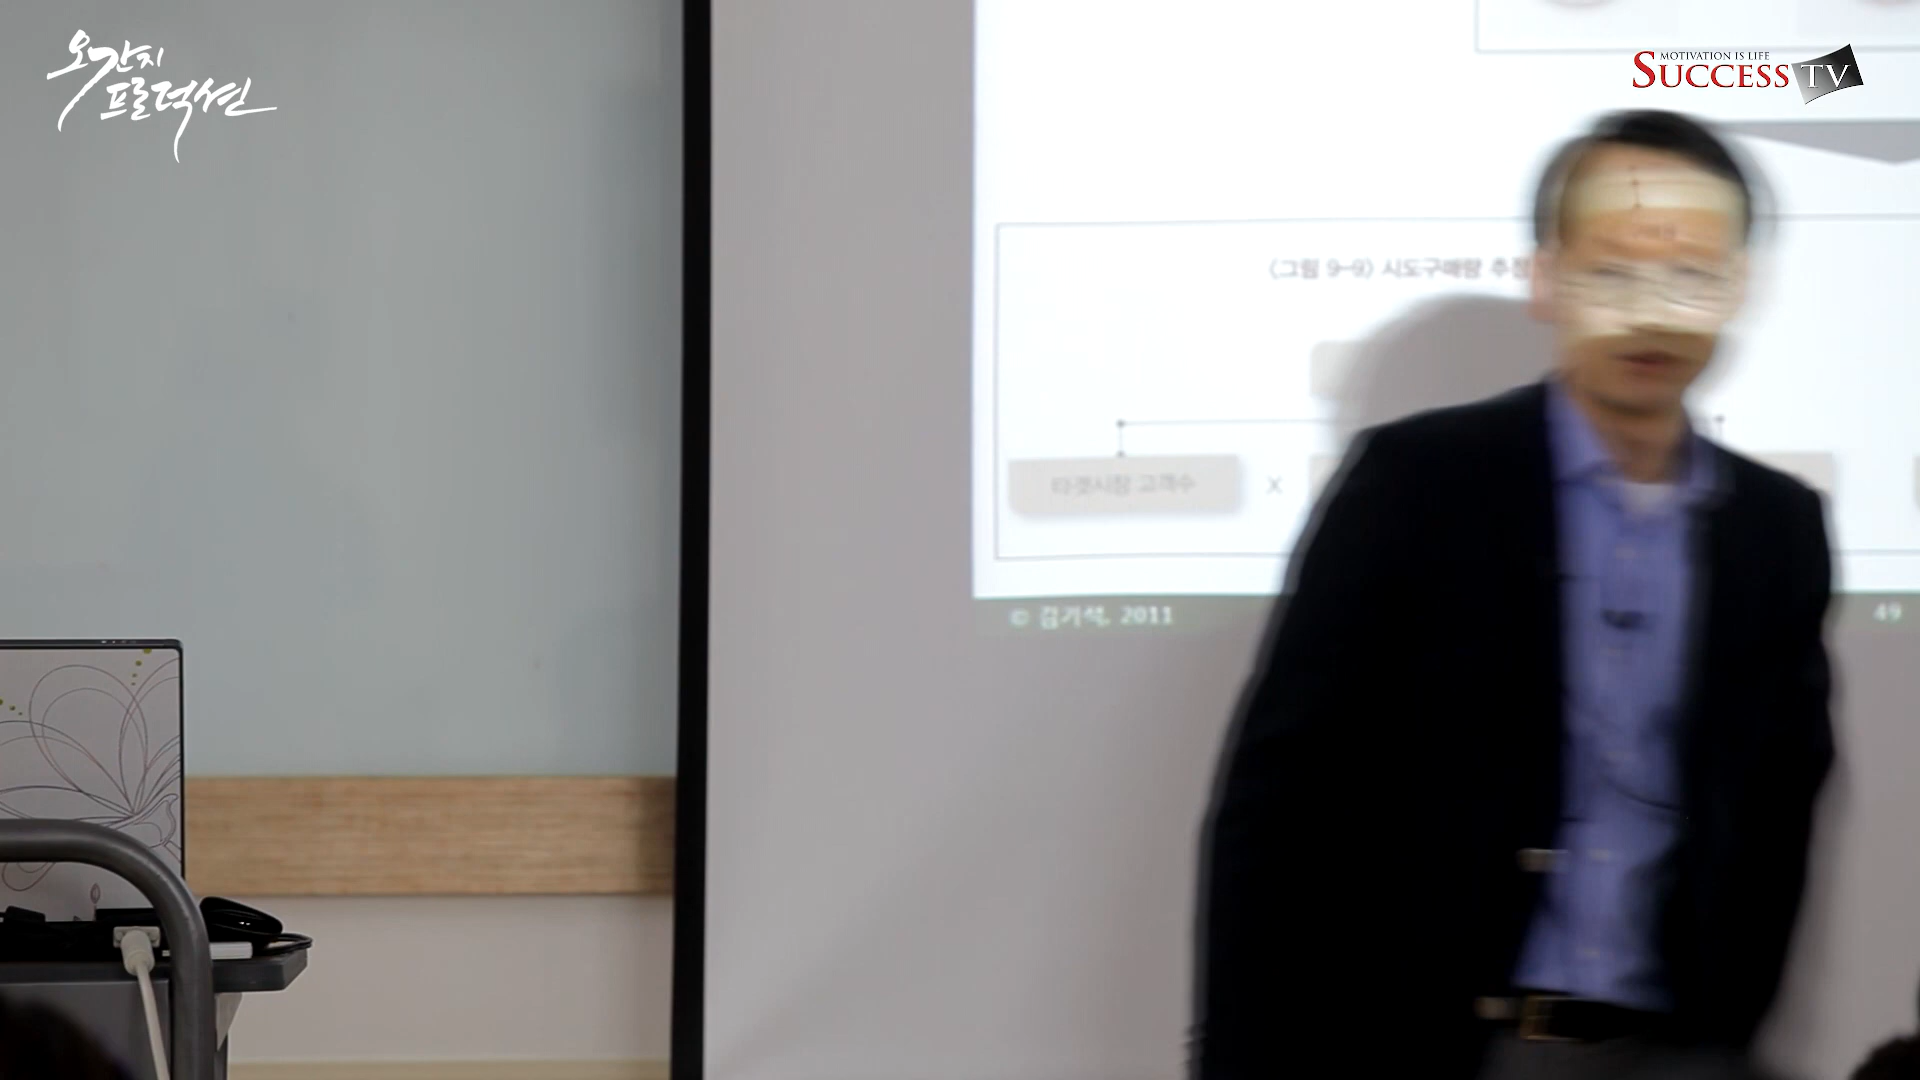 오간지
프로덕션
MOTIVATION IS LIFE
SUCCESS TV
<그림 9-9> 시도구매량 추정
타겟시장 고객수 X
© 김기석, 2011
49